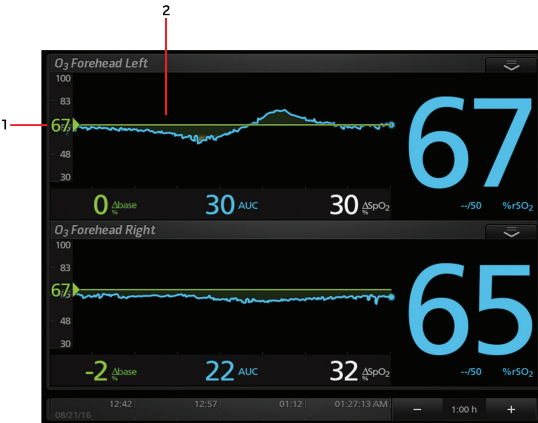 2
O3 Forehead Left
100
83
1
67
48
30
67
0 Δbase %
30 AUC
30 ΔSpO2 %
--/50 %rSO2
O3 Forehead Right
100
83
67
48
30
65
-2 Δbase %
22 AUC
32 ΔSpO2 %
--/50 %rSO2
12:42 12:57 01:12 01:27:13 AM
08/21/16
− 1:00 h +